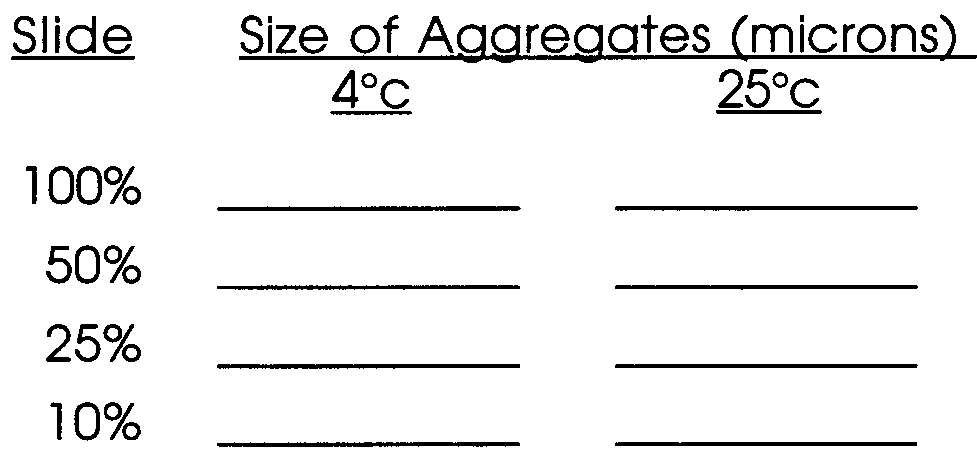 Slide Size of Aggregates (microns)
4°c 25°c
100%
50%
25%
10%